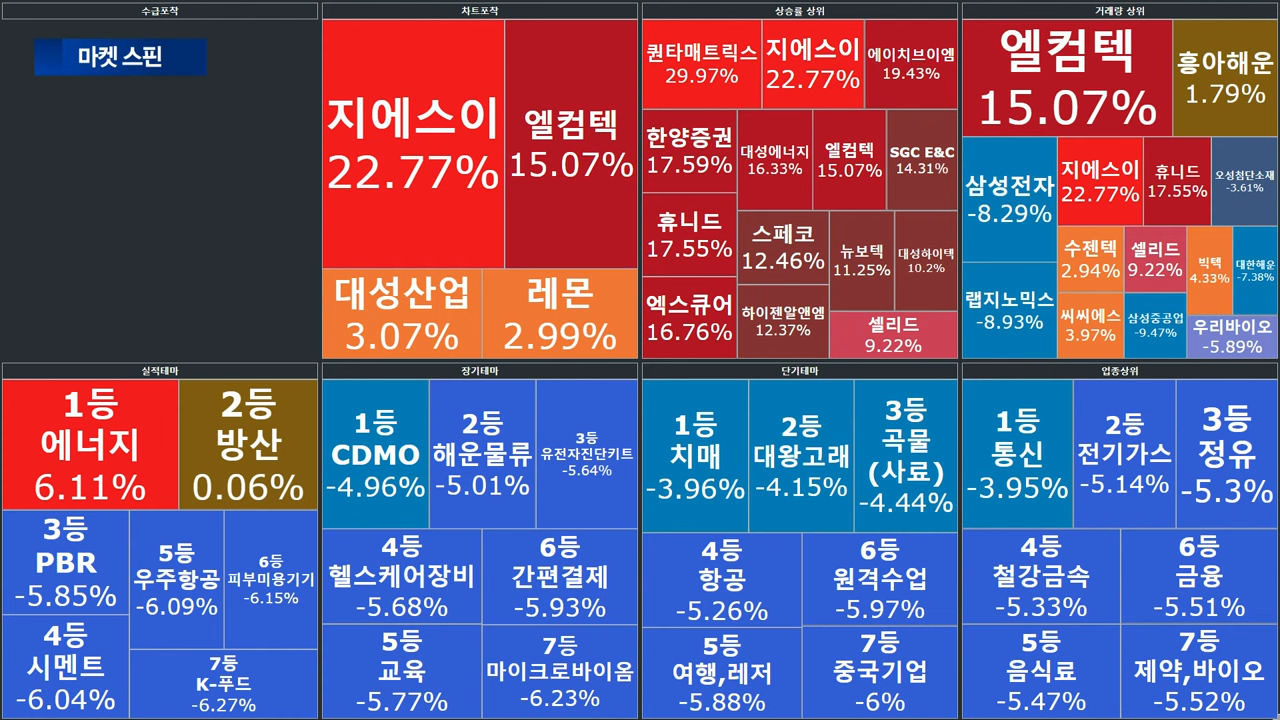 수급포착
마켓 스핀
차트포착
지에스이
22.77%
엘컴텍
15.07%
대성산업
3.07%
레몬
2.99%
상승률 상위
퀀타매트릭스
29.97%
지에스이
22.77%
에이치브이엠
19.43%
한양증권
17.59%
대성에너지
16.33%
엘컴텍
15.07%
SGC E&C
14.31%
휴니드
17.55%
스페코
12.46%
뉴보텍
11.25%
대성하이텍
10.2%
엑스큐어
16.76%
하이젠알앤엠
12.37%
셀리드
9.22%
거래량 상위
엘컴텍
15.07%
흥아해운
1.79%
삼성전자
-8.29%
지에스이
22.77%
휴니드
17.55%
오성첨단소재
-3.61%
수젠텍
2.94%
셀리드
9.22%
빅텍
4.33%
대한해운
-7.38%
랩지노믹스
-8.93%
씨씨에스
3.97%
삼성중공업
-9.47%
우리바이오
-5.89%
실적테마
1등
에너지
6.11%
2등
방산
0.06%
3등
PBR
-5.85%
5등
우주항공
-6.09%
6등
피부미용기기
-6.15%
4등
시멘트
-6.04%
7등
K-푸드
-6.27%
장기테마
1등
CDMO
-4.96%
2등
해운물류
-5.01%
3등
유전자진단키트
-5.64%
4등
헬스케어장비
-5.68%
6등
간편결제
-5.93%
5등
교육
-5.77%
7등
마이크로바이옴
-6.23%
단기테마
1등
치매
-3.96%
2등
대왕고래
-4.15%
3등
곡물
(사료)
-4.44%
4등
항공
-5.26%
6등
원격수업
-5.97%
5등
여행,레저
-5.88%
7등
중국기업
-6%
업종상위
1등
통신
-3.95%
2등
전기가스
-5.14%
3등
정유
-5.3%
4등
철강금속
-5.33%
6등
금융
-5.51%
5등
음식료
-5.47%
7등
제약,바이오
-5.52%